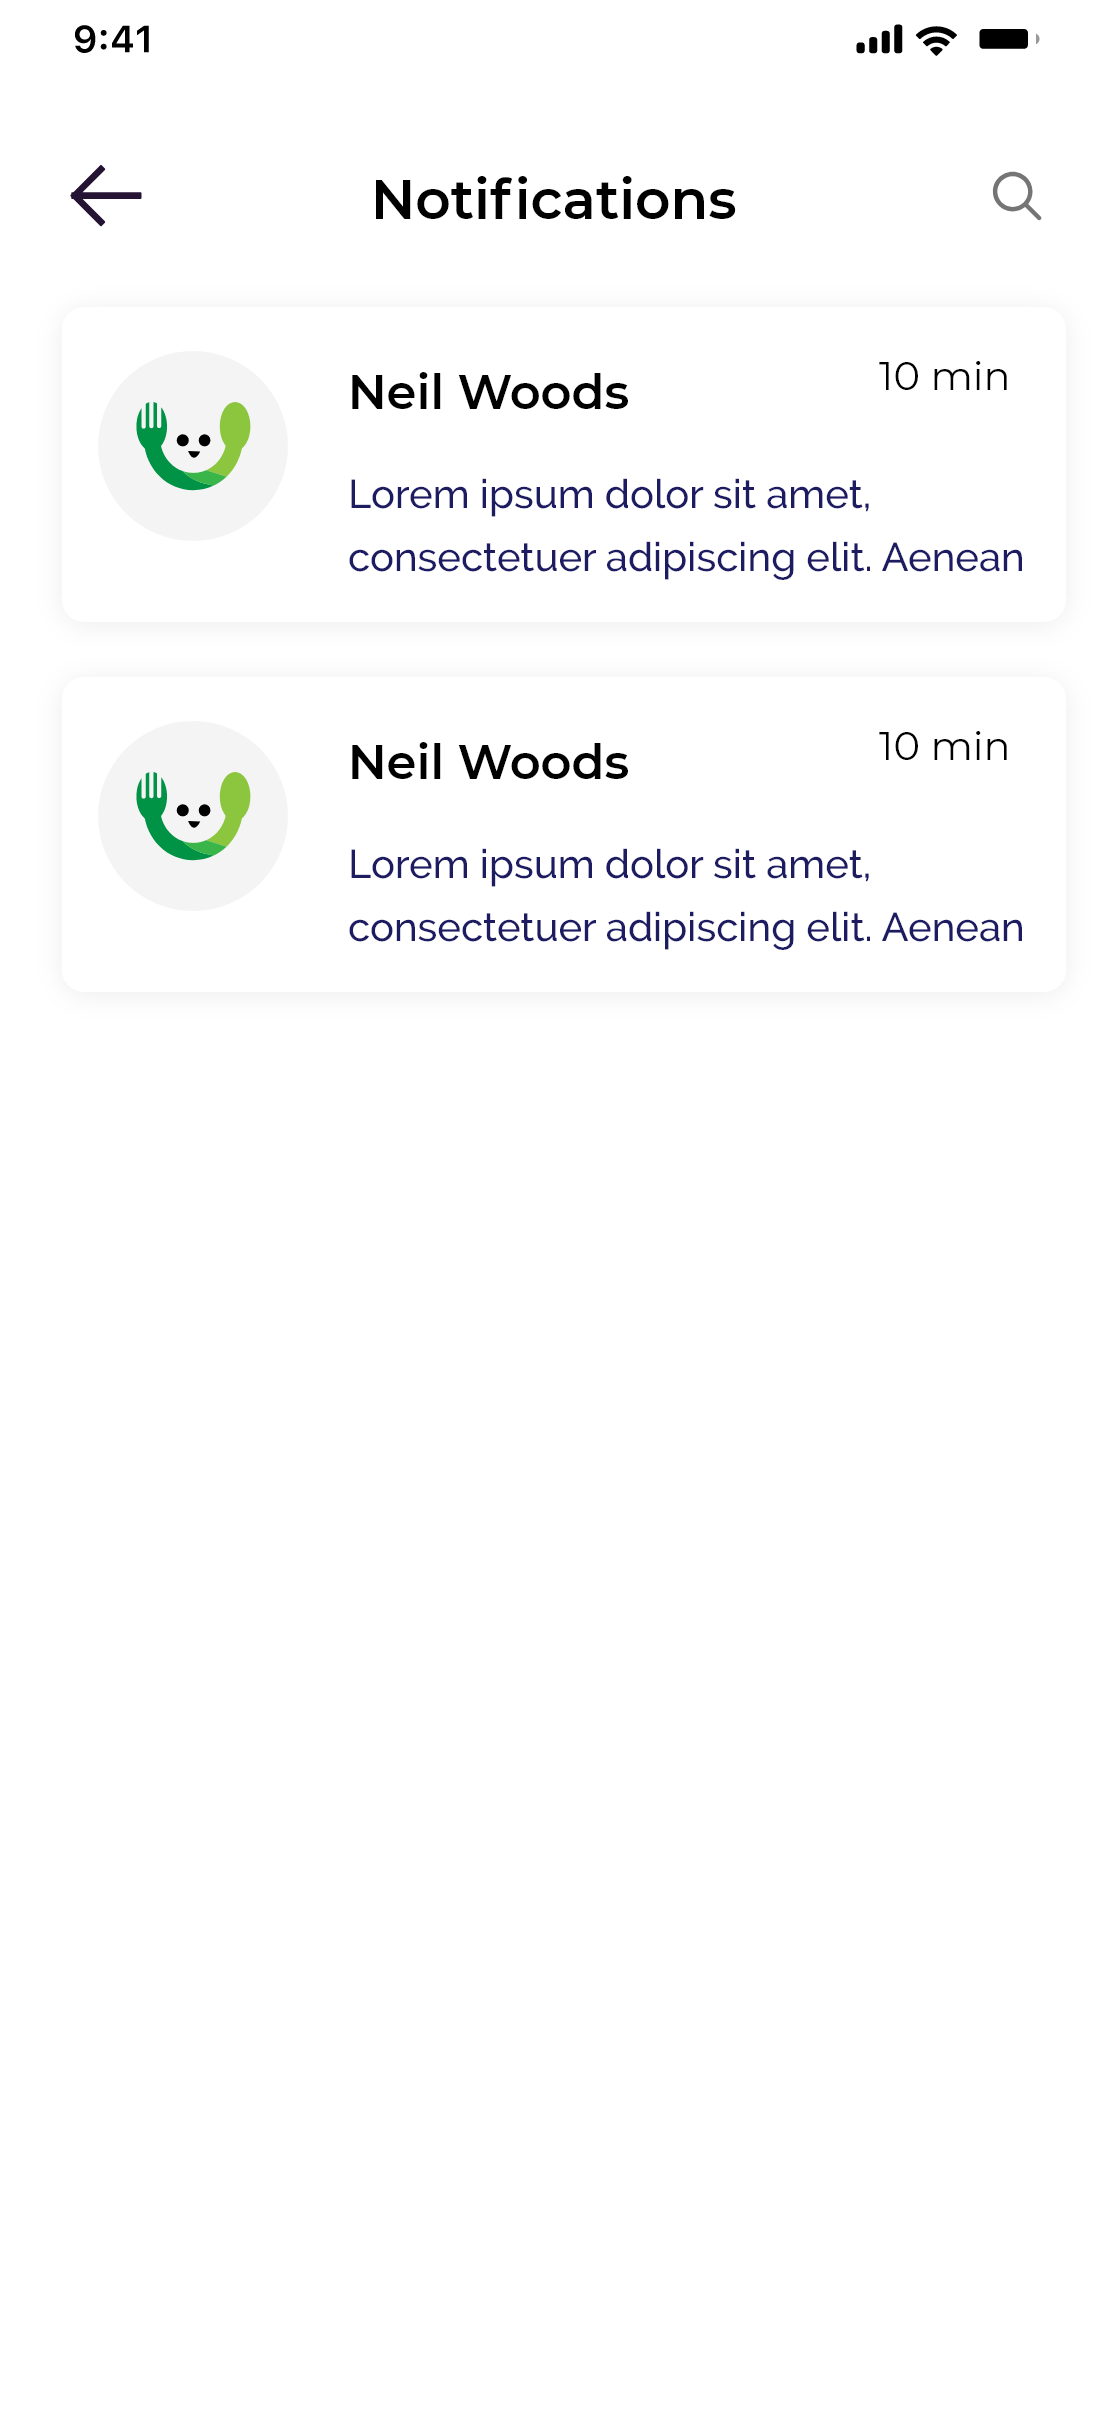 9:41
Notifications
Neil Woods
10 min
Lorem ipsum dolor sit amet,
consectetuer adipiscing elit. Aenean
Neil Woods
10 min
Lorem ipsum dolor sit amet,
consectetuer adipiscing elit. Aenean